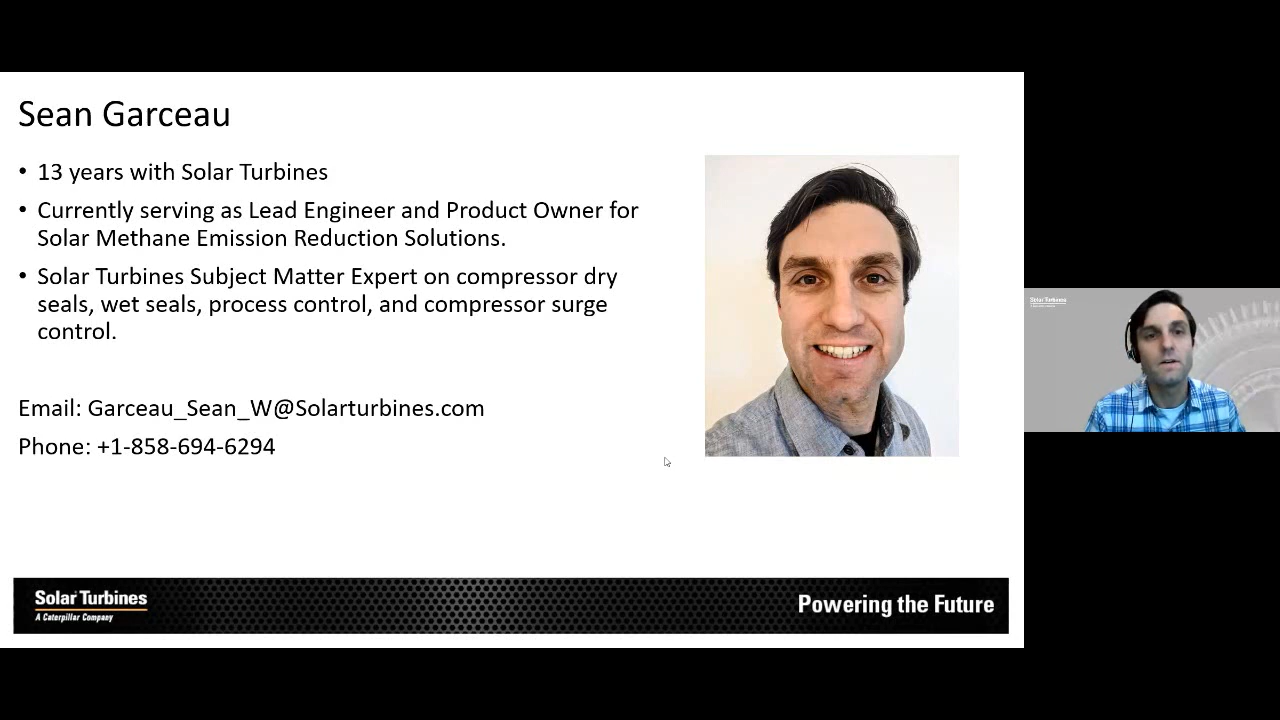 Sean Garceau
• 13 years with Solar Turbines
• Currently serving as Lead Engineer and Product Owner for
Solar Methane Emission Reduction Solutions.
• Solar Turbines Subject Matter Expert on compressor dry
seals, wet seals, process control, and compressor surge
control.
Email: Garceau_Sean_W@Solarturbines.com
Phone: +1-858-694-6294
Solar Turbines
A Caterpillar Company
Powering the Future
Solar Turbines